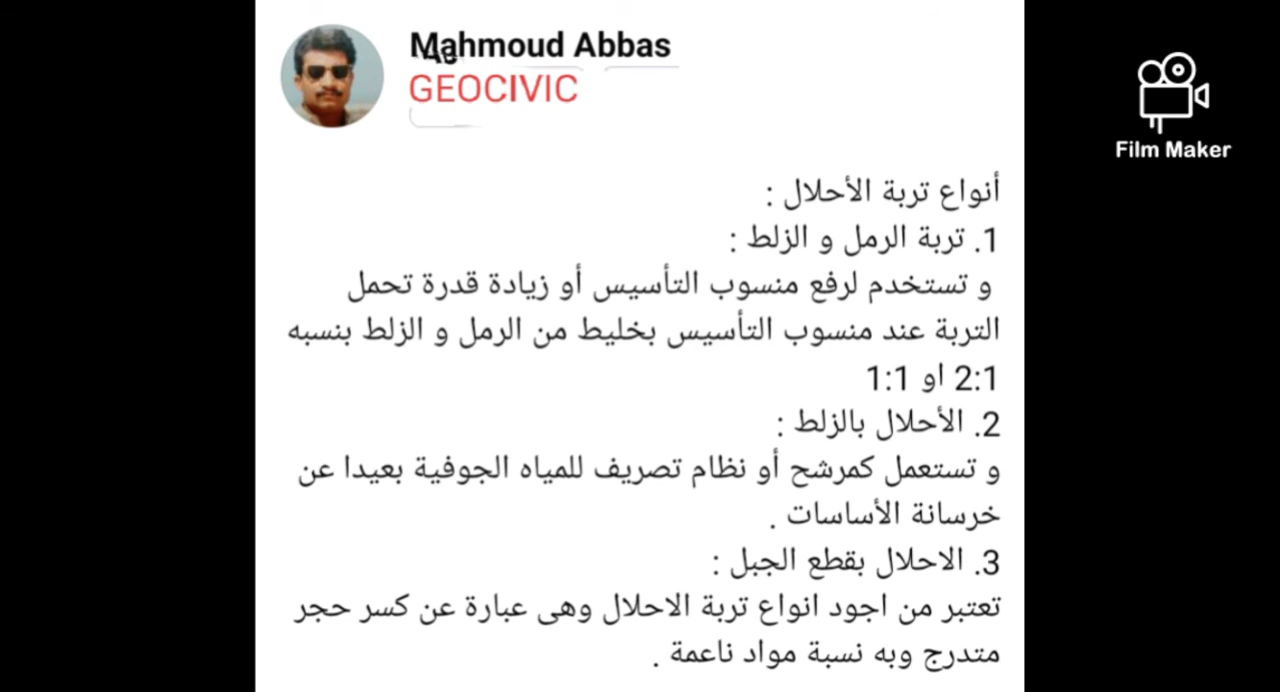 Mahmoud Abbas
GEOCIVIC
Film Maker
أنواع تربة الأحلال :
1. تربة الرمل و الزلط :
و تستخدم لرفع منسوب التأسيس أو زيادة قدرة تحمل
التربة عند منسوب التأسيس بخليط من الرمل و الزلط بنسبه
2:1 او 1:1
2. الأحلال بالزلط :
و تستعمل كمرشح أو نظام تصريف للمياه الجوفية بعيدا عن
خرسانة الأساسات .
3. الاحلال بقطع الجبل :
تعتبر من اجود انواع تربة الاحلال وهى عبارة عن كسر حجر
متدرج وبه نسبة مواد ناعمة .